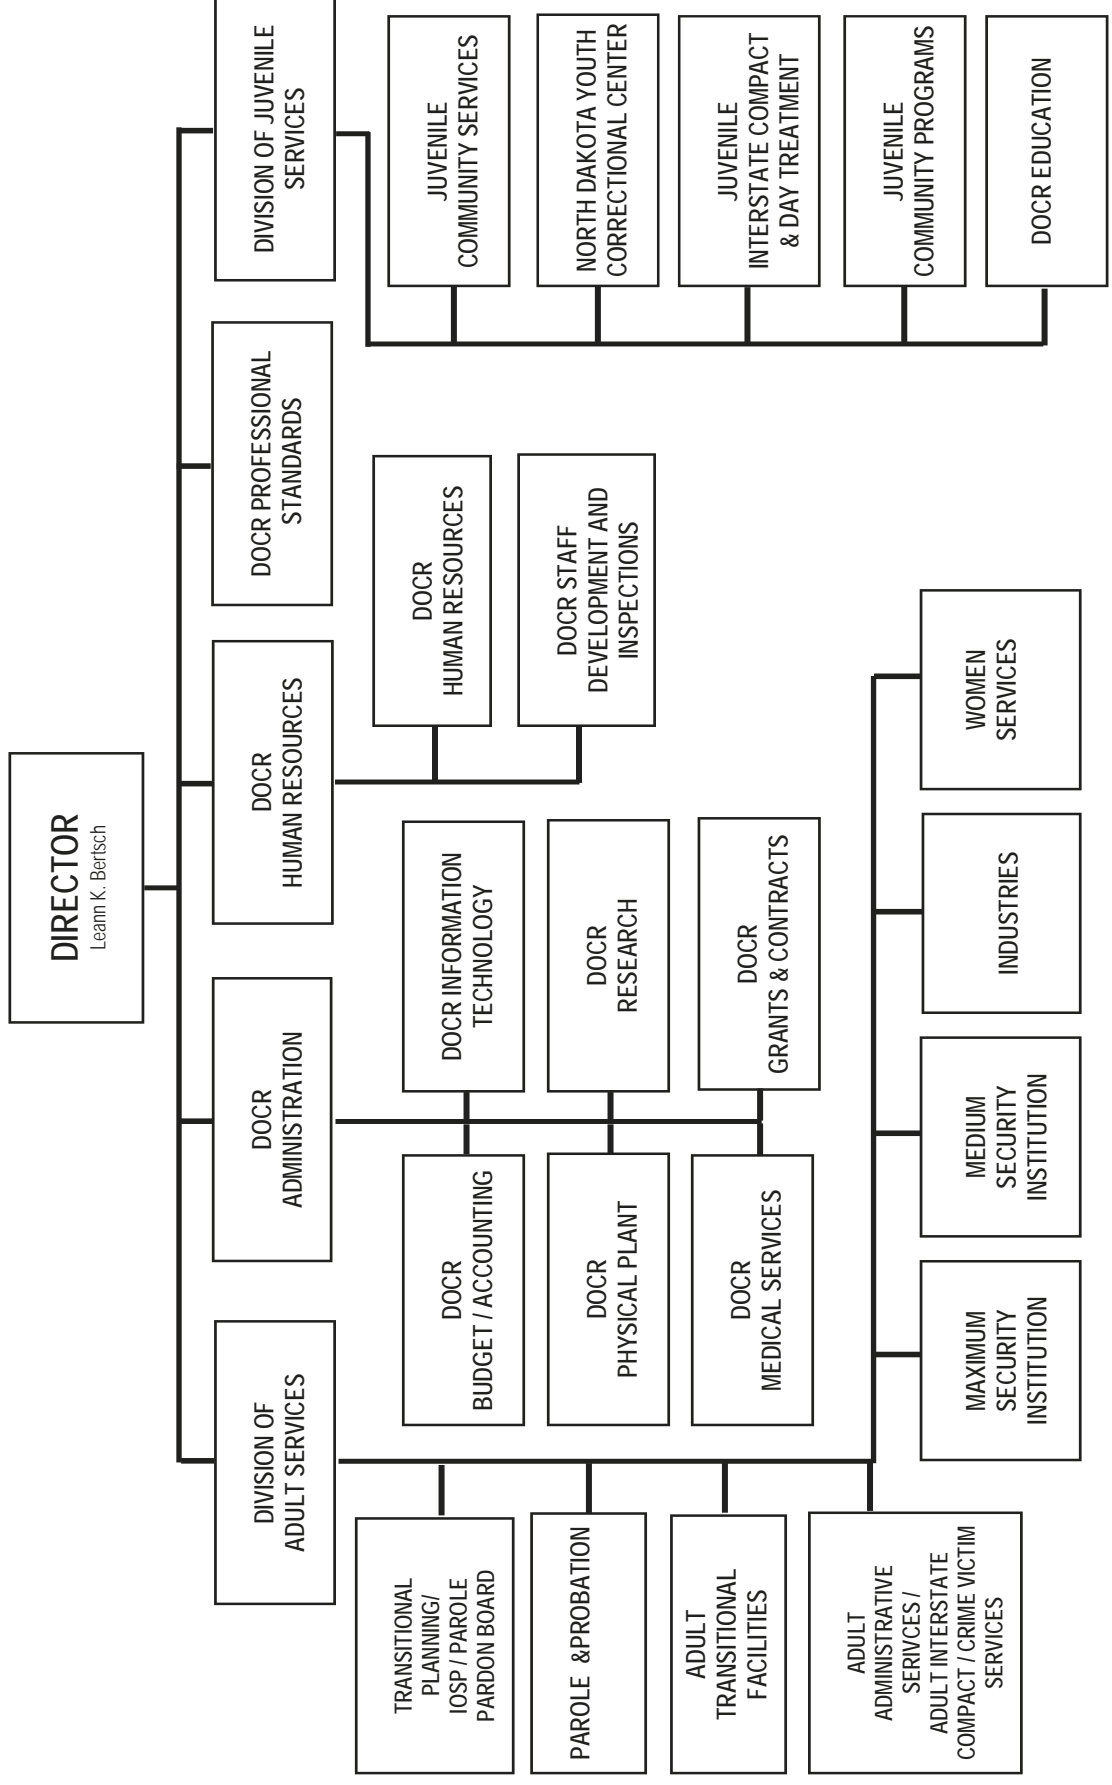 DIRECTOR
Leann K. Bertsch
DIVISION OF
ADULT SERVICES
DOCR
ADMINISTRATION
DOCR
HUMAN RESOURCES
DOCR PROFESSIONAL
STANDARDS
DIVISION OF JUVENILE
SERVICES
TRANSITIONAL
PLANNING/
IOSP / PAROLE
PARDON BOARD
PAROLE &PROBATION
ADULT
TRANSITIONAL
FACILITIES
ADULT
ADMINISTRATIVE
SERIVCES /
ADULT INTERSTATE
COMPACT / CRIME VICTIM
SERVICES
MAXIMUM
SECURITY
INSTITUTION
MEDIUM
SECURITY
INSTITUTION
INDUSTRIES
WOMEN
SERVICES
DOCR
BUDGET / ACCOUNTING
DOCR INFORMATION
TECHNOLOGY
DOCR
PHYSICAL PLANT
DOCR
RESEARCH
DOCR
MEDICAL SERVICES
DOCR
GRANTS & CONTRACTS
DOCR
HUMAN RESOURCES
DOCR STAFF
DEVELOPMENT AND
INSPECTIONS
JUVENILE
COMMUNITY SERVICES
NORTH DAKOTA YOUTH
CORRECTIONAL CENTER
JUVENILE
INTERSTATE COMPACT
& DAY TREATMENT
JUVENILE
COMMUNITY PROGRAMS
DOCR EDUCATION